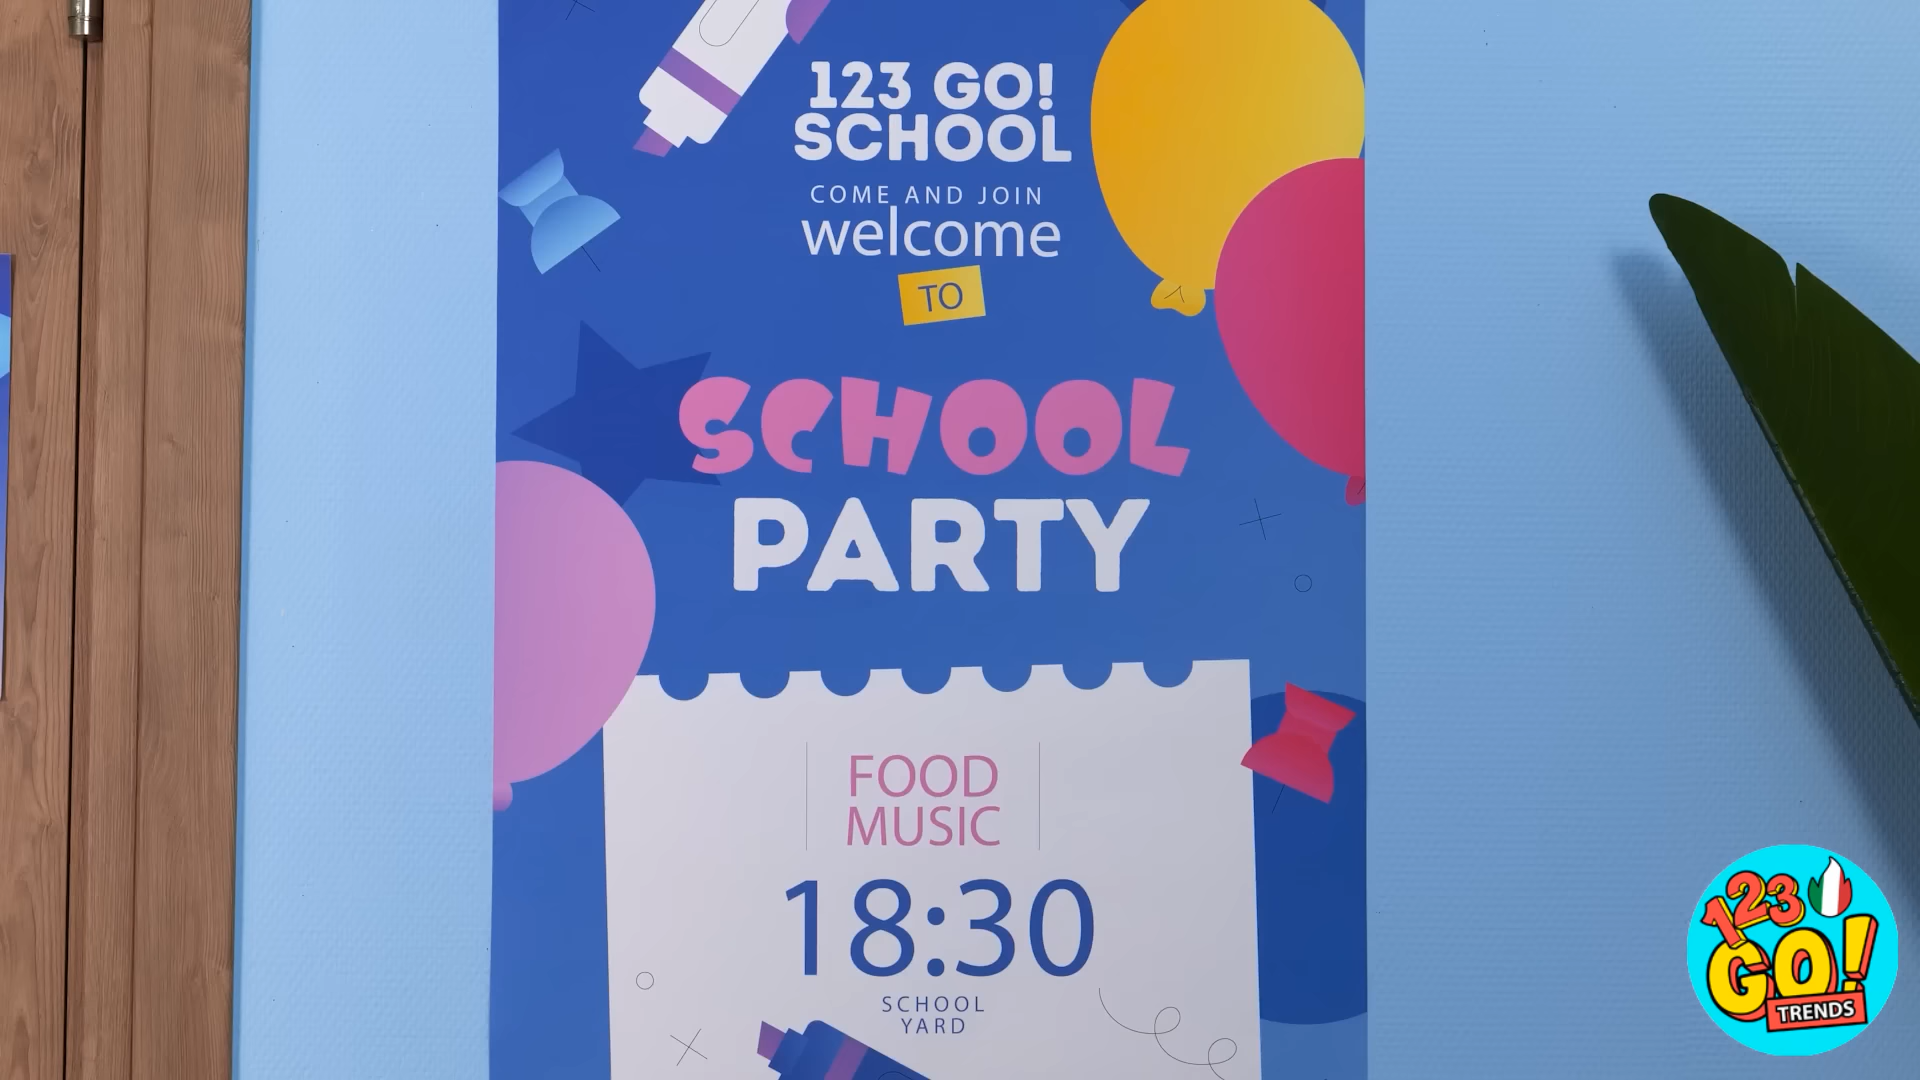 123 GO!
SCHOOL
COME AND JOIN
welcome
TO
SCHOOL
PARTY
FOOD
MUSIC
18:30
SCHOOL
YARD
123
GO!
TRENDS